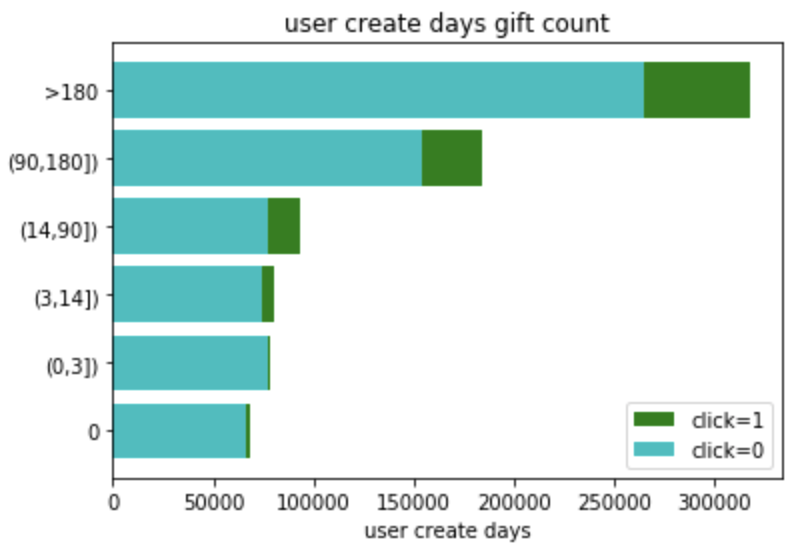 user create days gift count
>180
(90,180])
(14,90])
(3,14])
(0,3])
0
click=1
click=0
0 50000 100000 150000 200000 250000 300000
user create days